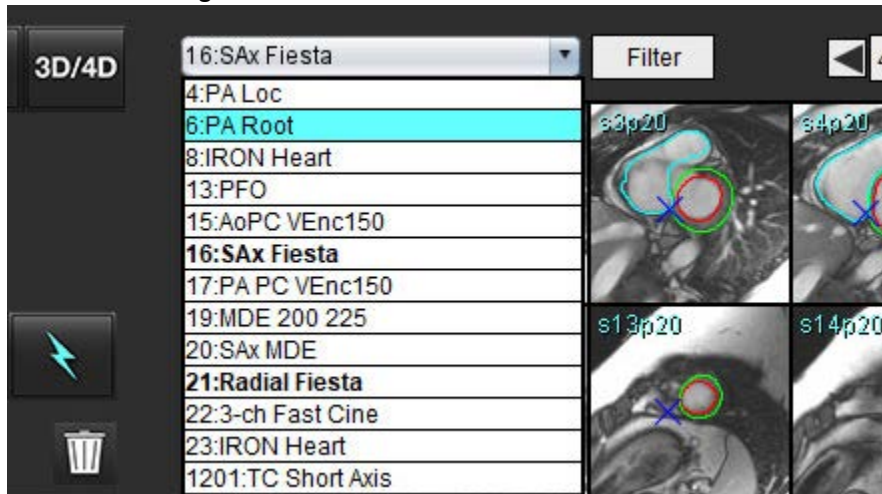 3D/4D
16:SAx Fiesta
Filter
4:PA Loc
6:PA Root
8:IRON Heart
13:PFO
15:AoPC VEnc150
16:SAx Fiesta
17:PA PC VEnc150
19:MDE 200 225
20:SAx MDE
21:Radial Fiesta
22:3-ch Fast Cine
23:IRON Heart
1201:TC Short Axis
s3p20
s4p20
s13p20
s14p20